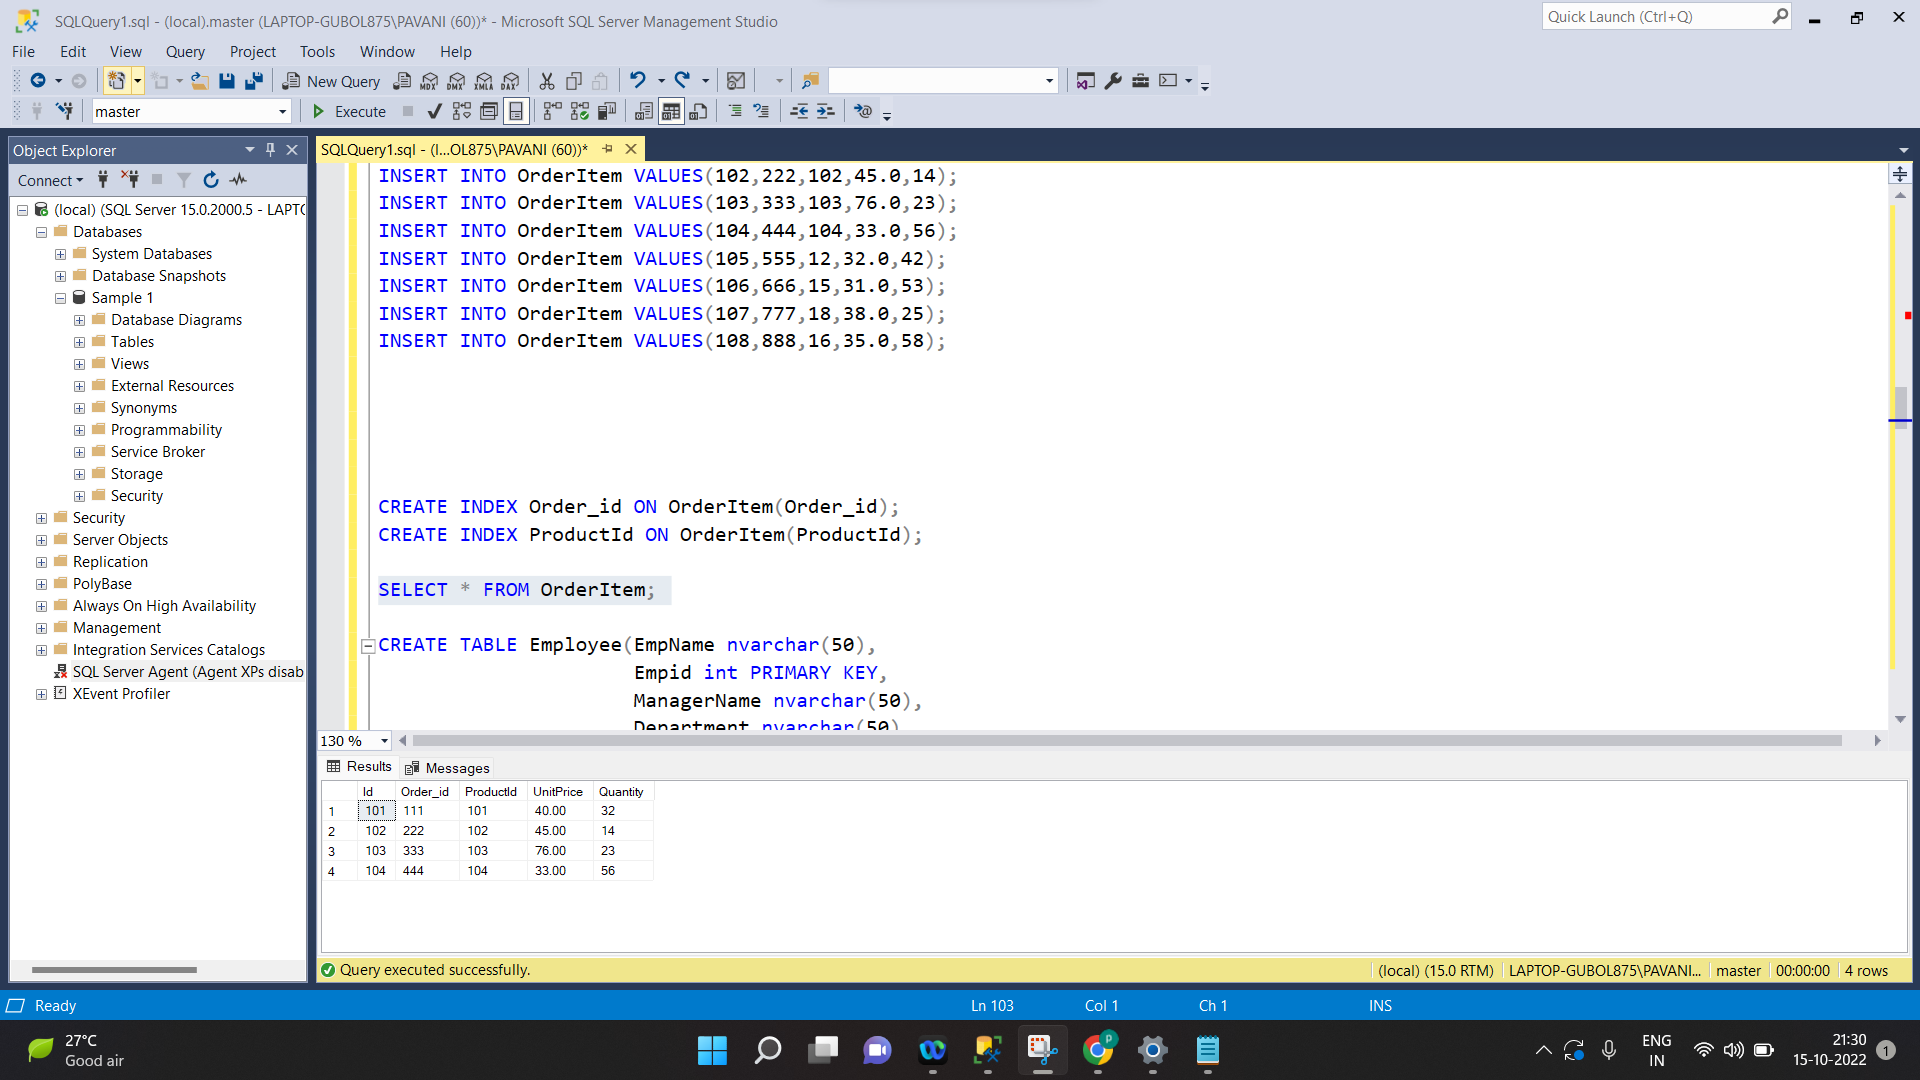 SQLQuery1.sql - (local).master (LAPTOP-GUBOL875\PAVANI (60))* - Microsoft SQL Server Management Studio
Quick Launch (Ctrl+Q)
File Edit View Query Project Tools Window Help
New Query MDX DMX XMLA DAX
master Execute
Object Explorer
SQLQuery1.sql - (l...OL875\PAVANI (60))*
Connect
(local) (SQL Server 15.0.2000.5 - LAPTO
Databases
System Databases
Database Snapshots
Sample 1
Database Diagrams
Tables
Views
External Resources
Synonyms
Programmability
Service Broker
Storage
Security
Security
Server Objects
Replication
PolyBase
Always On High Availability
Management
Integration Services Catalogs
SQL Server Agent (Agent XPs disab
XEvent Profiler
INSERT INTO OrderItem VALUES(102,222,102,45.0,14);
INSERT INTO OrderItem VALUES(103,333,103,76.0,23);
INSERT INTO OrderItem VALUES(104,444,104,33.0,56);
INSERT INTO OrderItem VALUES(105,555,12,32.0,42);
INSERT INTO OrderItem VALUES(106,666,15,31.0,53);
INSERT INTO OrderItem VALUES(107,777,18,38.0,25);
INSERT INTO OrderItem VALUES(108,888,16,35.0,58);
CREATE INDEX Order_id ON OrderItem(Order_id);
CREATE INDEX ProductId ON OrderItem(ProductId);
SELECT * FROM OrderItem;
CREATE TABLE Employee(EmpName nvarchar(50),
Empid int PRIMARY KEY,
ManagerName nvarchar(50),
Department nvarchar(50)
130 %
Results Messages
Id Order_id ProductId UnitPrice Quantity
1 101 111 101 40.00 32
2 102 222 102 45.00 14
3 103 333 103 76.00 23
4 104 444 104 33.00 56
Query executed successfully. (local) (15.0 RTM) LAPTOP-GUBOL875\PAVANI... master 00:00:00 4 rows
Ready Ln 103 Col 1 Ch 1 INS
27°C
Good air
P
ENG
IN
21:30
15-10-2022
1